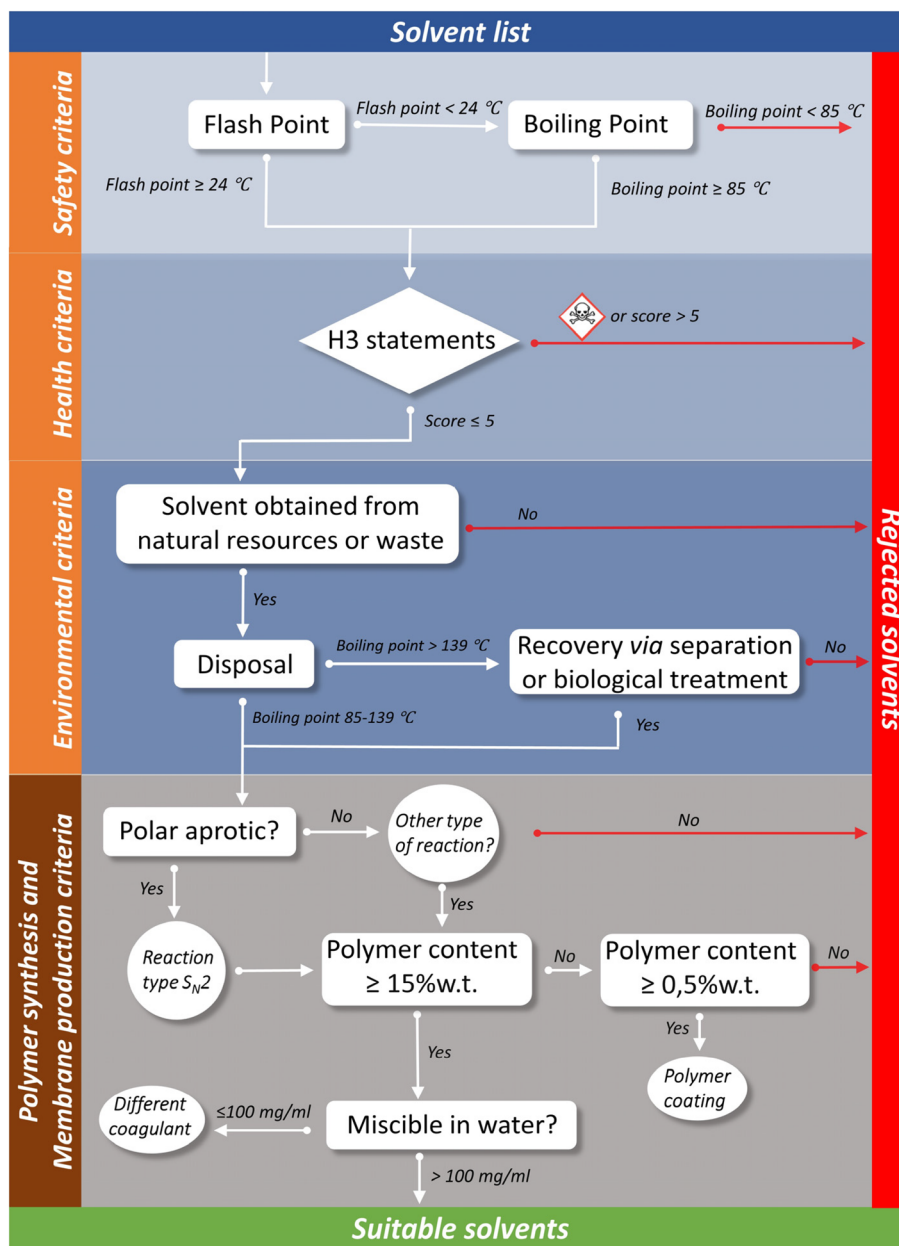 Solvent list
Safety criteria
Flash Point
Flash point < 24 °C
Boiling Point
Boiling point < 85 °C
Flash point ≥ 24 °C
Boiling point ≥ 85 °C
Health criteria
H3 statements
or score > 5
Score ≤ 5
Environmental criteria
Solvent obtained from
natural resources or waste
No
Yes
Disposal
Boiling point > 139 °C
Recovery via separation
or biological treatment
No
Boiling point 85-139 °C
Yes
Rejected solvents
Polymer synthesis and
Membrane production criteria
Polar aprotic?
No
Other type
of reaction?
No
Yes
Yes
Reaction
type SN2
Polymer content
≥ 15%w.t.
No
Polymer content
≥ 0,5%w.t.
No
Yes
Yes
Polymer
coating
Different
coagulant
≤100 mg/ml
Miscible in water?
> 100 mg/ml
Suitable solvents